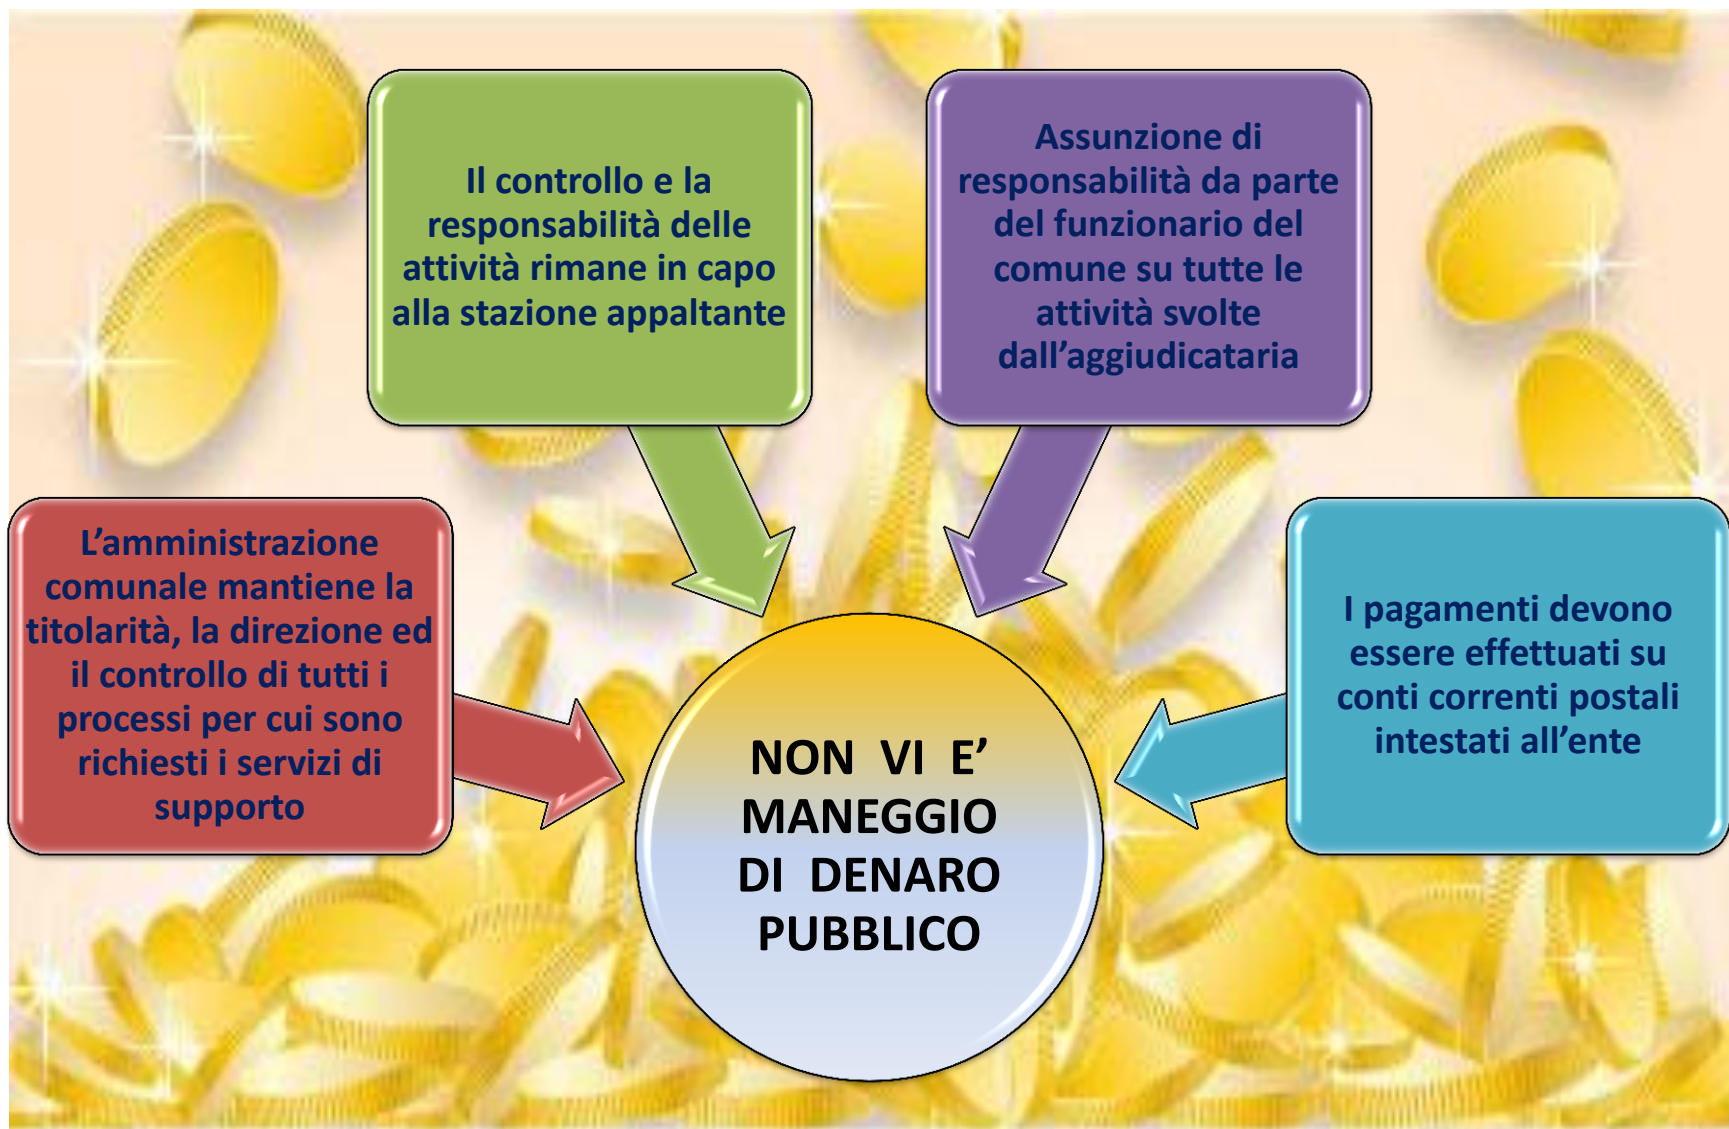 L’amministrazione
comunale mantiene la
titolarità, la direzione ed
il controllo di tutti i
processi per cui sono
richiesti i servizi di
supporto
Il controllo e la
responsabilità delle
attività rimane in capo
alla stazione appaltante
Assunzione di
responsabilità da parte
del funzionario del
comune su tutte le
attività svolte
dall’aggiudicataria
I pagamenti devono
essere effettuati su
conti correnti postali
intestati all’ente
NON VI E’
MANEGGIO
DI DENARO
PUBBLICO